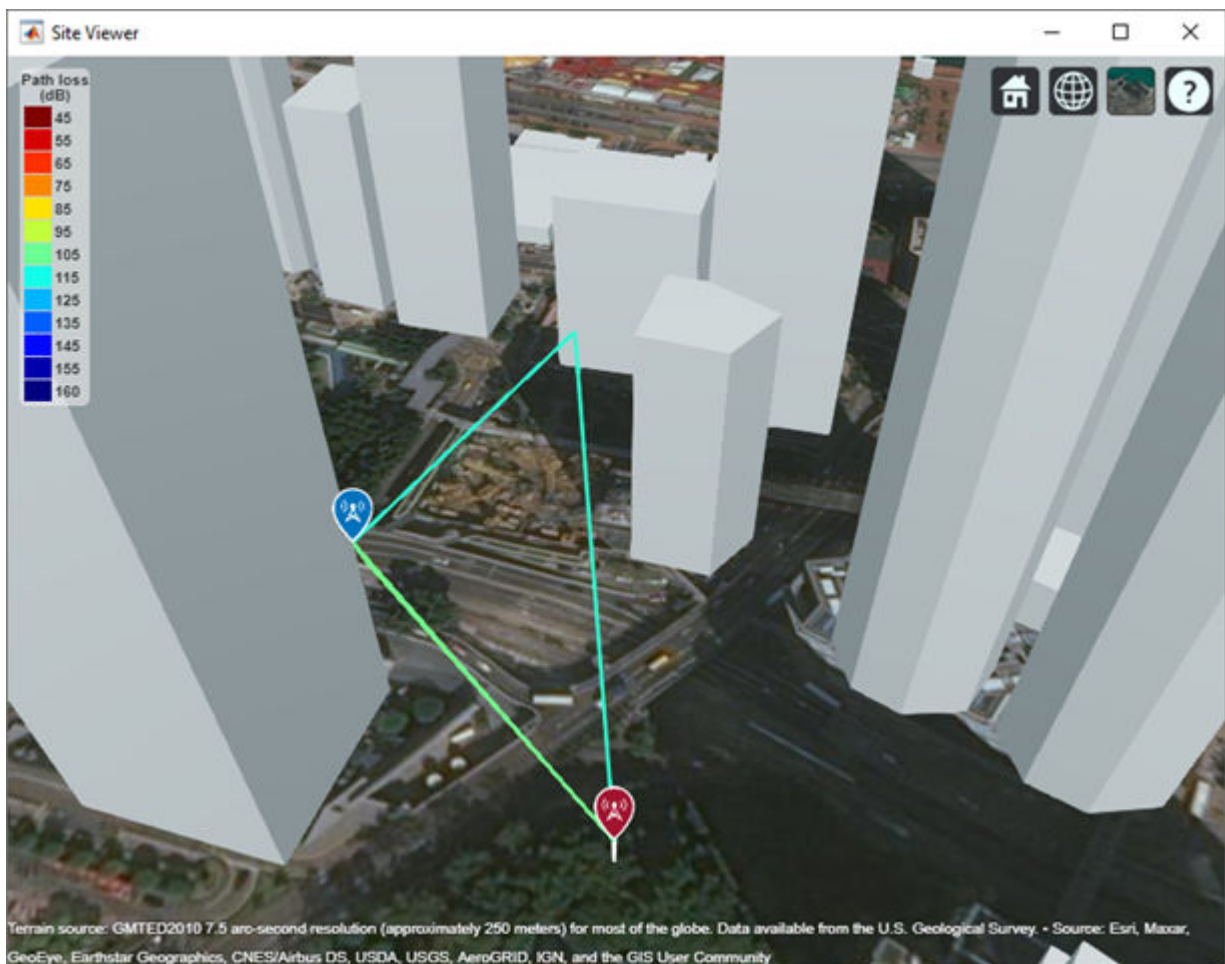 Site Viewer
Path loss
(dB)
45
55
65
75
85
95
105
115
125
135
145
155
160
?
Terrain source: GMTED2010 7.5 arc-second resolution (approximately 250 meters) for most of the globe. Data available from the U.S. Geological Survey. • Source: Esri, Maxar,
GeoEye, Earthstar Geographics, CNES/Airbus DS, USDA, USGS, AeroGRID, IGN, and the GIS User Community